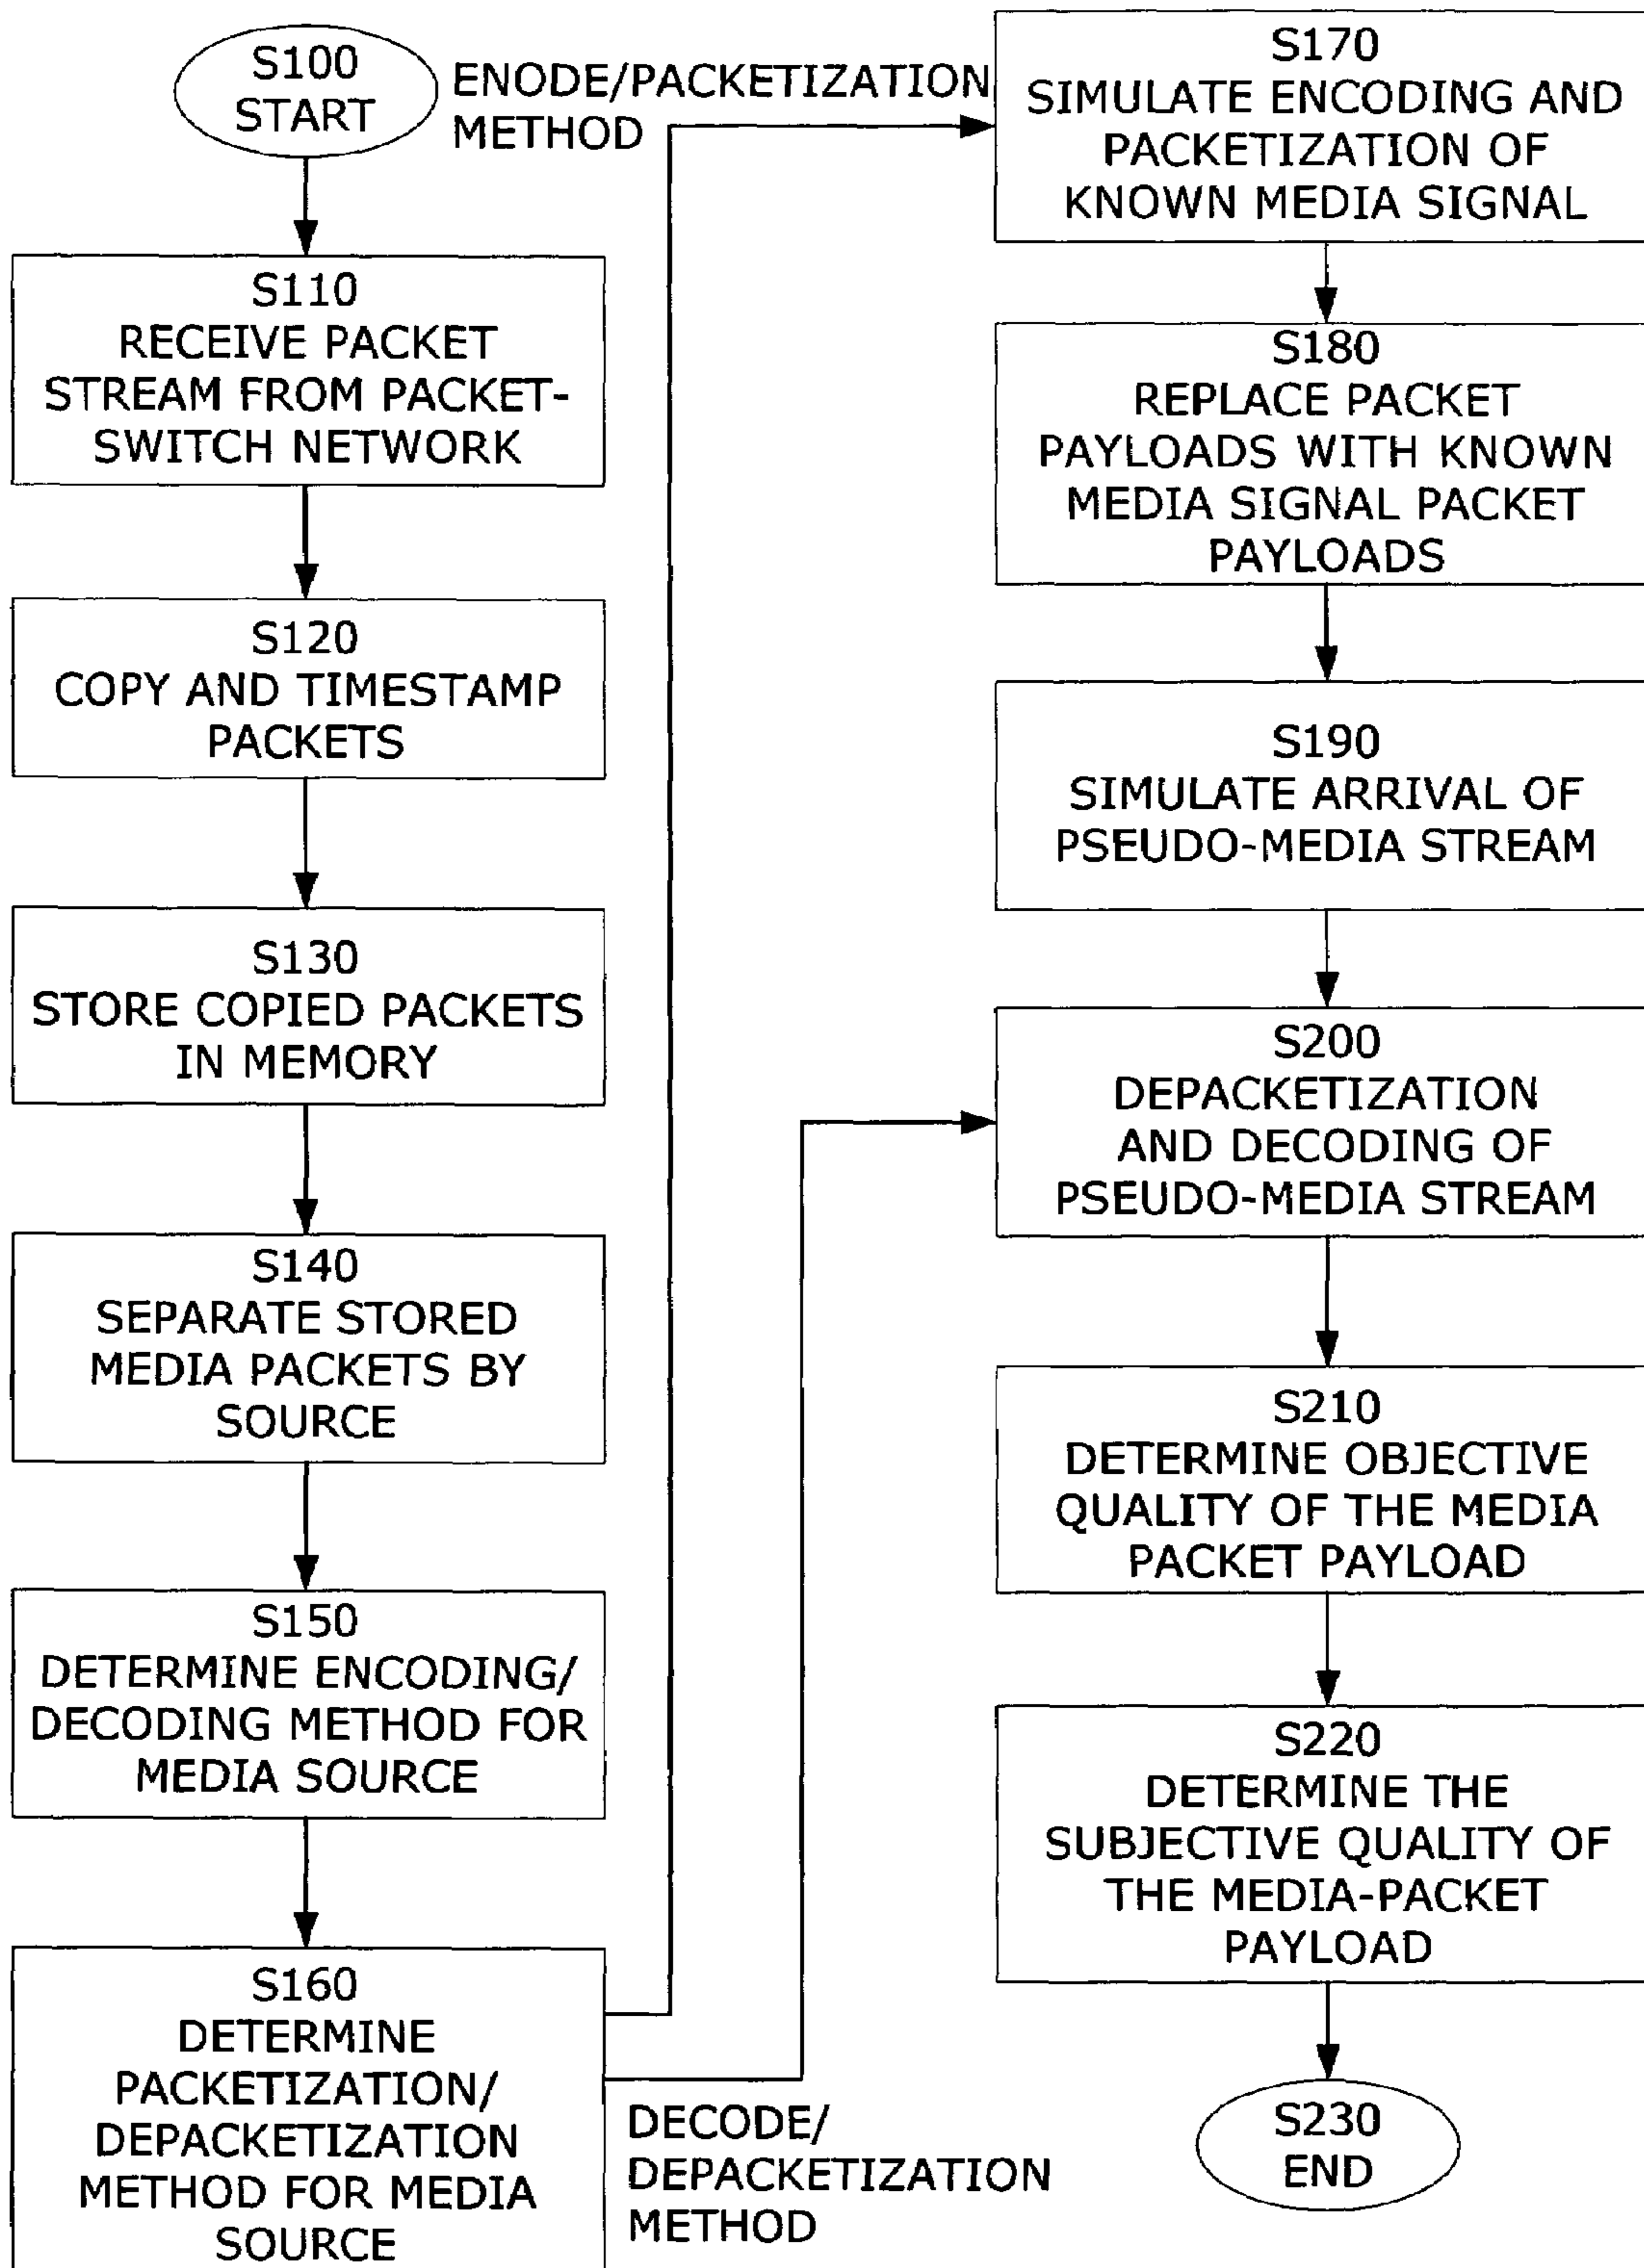 S100
START
S110
RECEIVE PACKET
STREAM FROM PACKET-
SWITCH NETWORK
S120
COPY AND TIMESTAMP
PACKETS
S130
STORE COPIED PACKETS
IN MEMORY
S140
SEPARATE STORED
MEDIA PACKETS BY
SOURCE
S150
DETERMINE ENCODING/
DECODING METHOD FOR
MEDIA SOURCE
S160
DETERMINE
PACKETIZATION/
DEPACKETIZATION
METHOD FOR MEDIA
SOURCE
ENODE/PACKETIZATION
METHOD
DECODE/
DEPACKETIZATION
METHOD
S170
SIMULATE ENCODING AND
PACKETIZATION OF
KNOWN MEDIA SIGNAL
S180
REPLACE PACKET
PAYLOADS WITH KNOWN
MEDIA SIGNAL PACKET
PAYLOADS
S190
SIMULATE ARRIVAL OF
PSEUDO-MEDIA STREAM
S200
DEPACKETIZATION
AND DECODING OF
PSEUDO-MEDIA STREAM
S210
DETERMINE OBJECTIVE
QUALITY OF THE MEDIA
PACKET PAYLOAD
S220
DETERMINE THE
SUBJECTIVE QUALITY OF
THE MEDIA-PACKET
PAYLOAD
S230
END